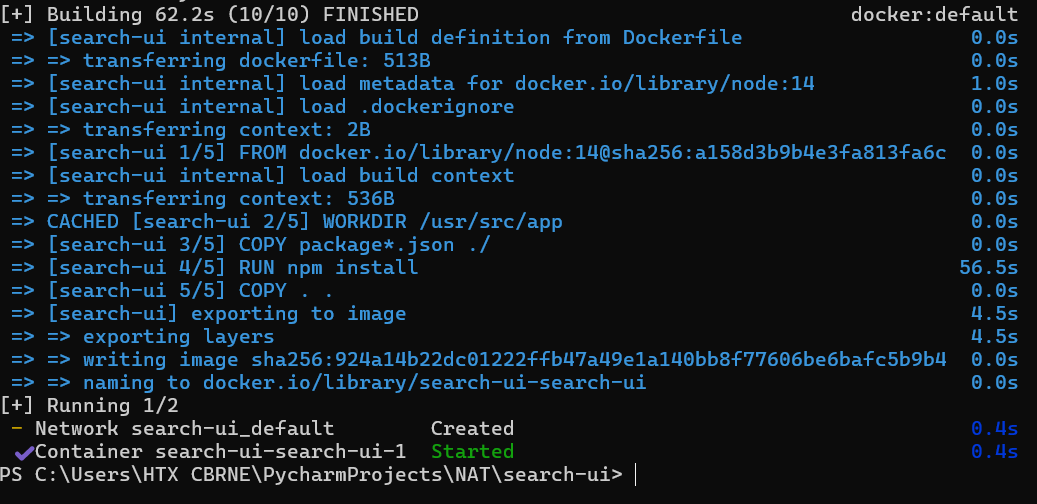 [+] Building 62.2s (10/10) FINISHED docker:default
=> [search-ui internal] load build definition from Dockerfile 0.0s
=> => transferring dockerfile: 513B 0.0s
=> [search-ui internal] load metadata for docker.io/library/node:14 1.0s
=> [search-ui internal] load .dockerignore 0.0s
=> => transferring context: 2B 0.0s
=> [search-ui 1/5] FROM docker.io/library/node:14@sha256:a158d3b9b4e3fa813fa6c 0.0s
=> [search-ui internal] load build context 0.0s
=> => transferring context: 536B 0.0s
=> CACHED [search-ui 2/5] WORKDIR /usr/src/app 0.0s
=> [search-ui 3/5] COPY package*.json ./ 0.0s
=> [search-ui 4/5] RUN npm install 56.5s
=> [search-ui 5/5] COPY . . 0.0s
=> [search-ui] exporting to image 4.5s
=> => exporting layers 4.5s
=> => writing image sha256:924a14b22dc01222ffb47a49e1a140bb8f77606be6bafc5b9b4 0.0s
=> => naming to docker.io/library/search-ui-search-ui 0.0s
[+] Running 1/2
- Network search-ui_default Created 0.4s
✔Container search-ui-search-ui-1 Started 0.4s
PS C:\Users\HTX CBRNE\PycharmProjects\NAT\search-ui>